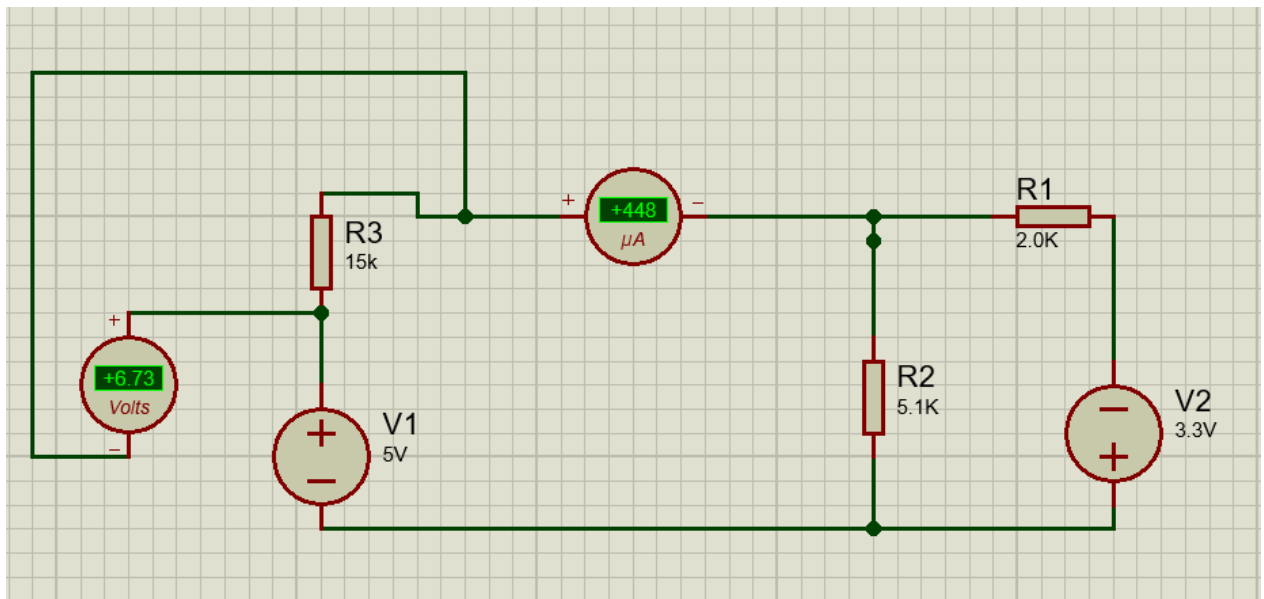 R1
2.0K
+
+448
−
µA
R3
15k
+
+6.73
Volts
−
V1
5V
+
−
R2
5.1K
V2
3.3V
−
+